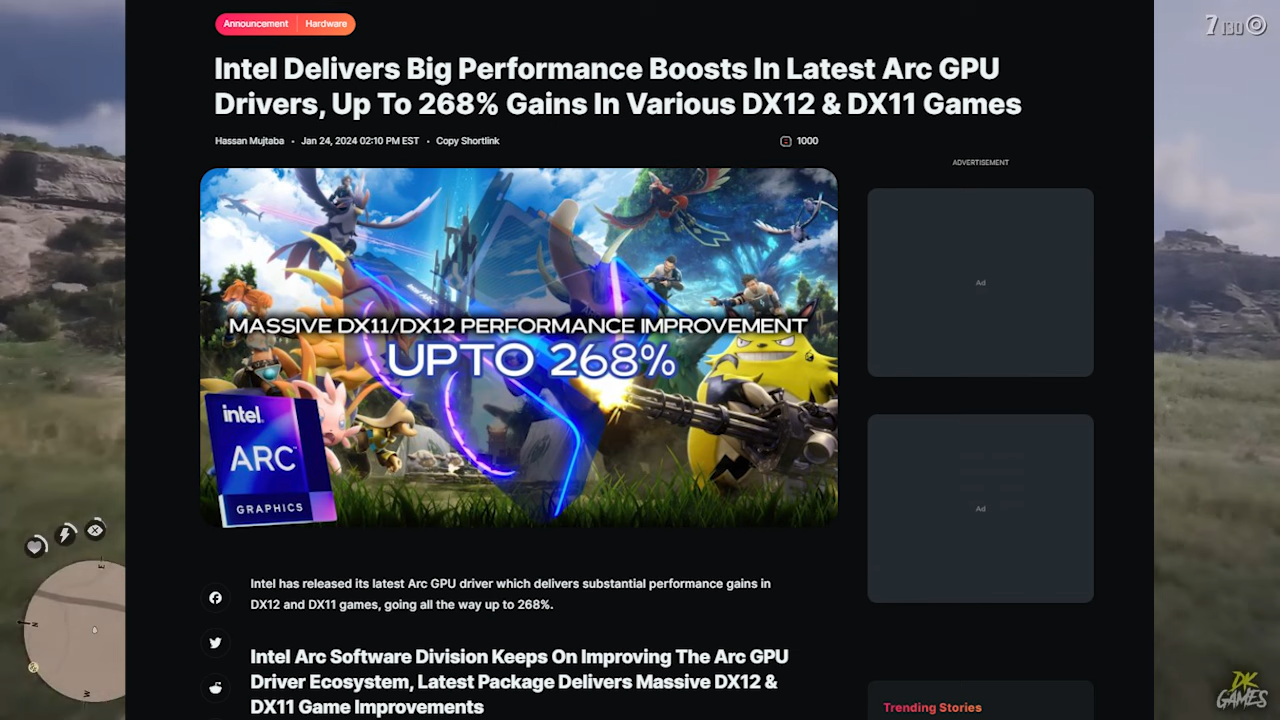 Announcement Hardware
7 130
Intel Delivers Big Performance Boosts In Latest Arc GPU
Drivers, Up To 268% Gains In Various DX12 & DX11 Games
Hassan Mujtaba • Jan 24, 2024 02:10 PM EST • Copy Shortlink
1000
ADVERTISEMENT
MASSIVE DX11/DX12 PERFORMANCE IMPROVEMENT
UPTO 268%
intel.
ARC™
GRAPHICS
Ad
Ad
Intel has released its latest Arc GPU driver which delivers substantial performance gains in
DX12 and DX11 games, going all the way up to 268%.
Intel Arc Software Division Keeps On Improving The Arc GPU
Driver Ecosystem, Latest Package Delivers Massive DX12 &
DX11 Game Improvements
Trending Stories
E
N
W
DK
GAMES